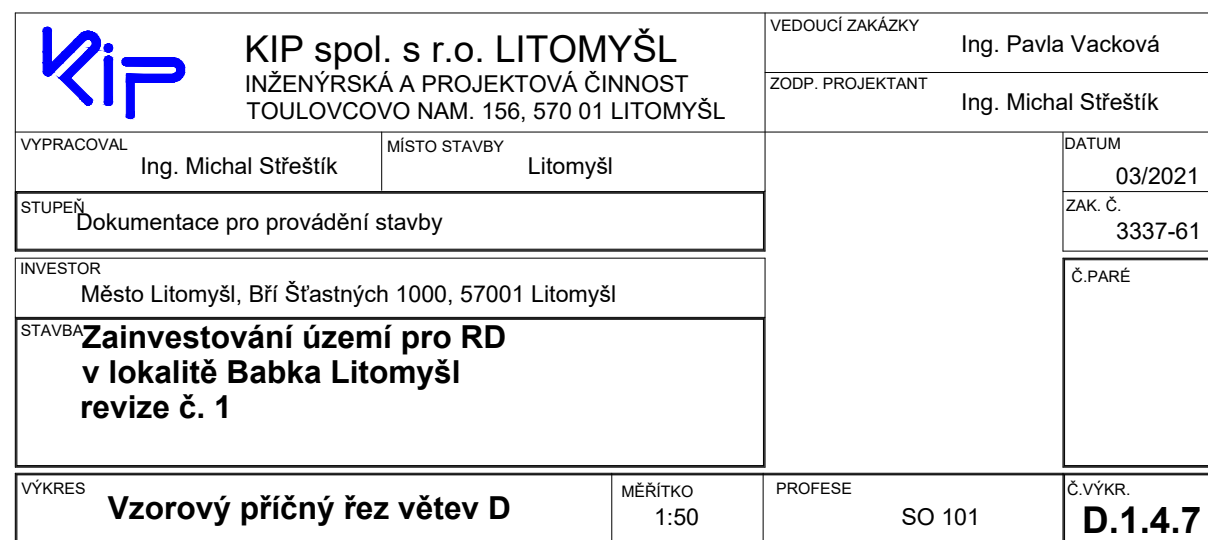 KIP
KIP spol. s r.o. LITOMYŠL
INŽENÝRSKÁ A PROJEKTOVÁ ČINNOST
TOULOVCOVO NAM. 156, 570 01 LITOMYŠL
VEDOUCÍ ZAKÁZKY
Ing. Pavla Vacková
ZODP. PROJEKTANT
Ing. Michal Střeštík
VYPRACOVAL
Ing. Michal Střeštík
MÍSTO STAVBY
Litomyšl
DATUM
03/2021
STUPEŇ
Dokumentace pro provádění stavby
ZAK. Č.
3337-61
INVESTOR
Město Litomyšl, Bří Šťastných 1000, 57001 Litomyšl
Č.PARÉ
STAVBA
Zainvestování území pro RD
v lokalitě Babka Litomyšl
revize č. 1
VÝKRES
Vzorový příčný řez větev D
MĚŘÍTKO
1:50
PROFESE
SO 101
Č.VÝKR.
D.1.4.7